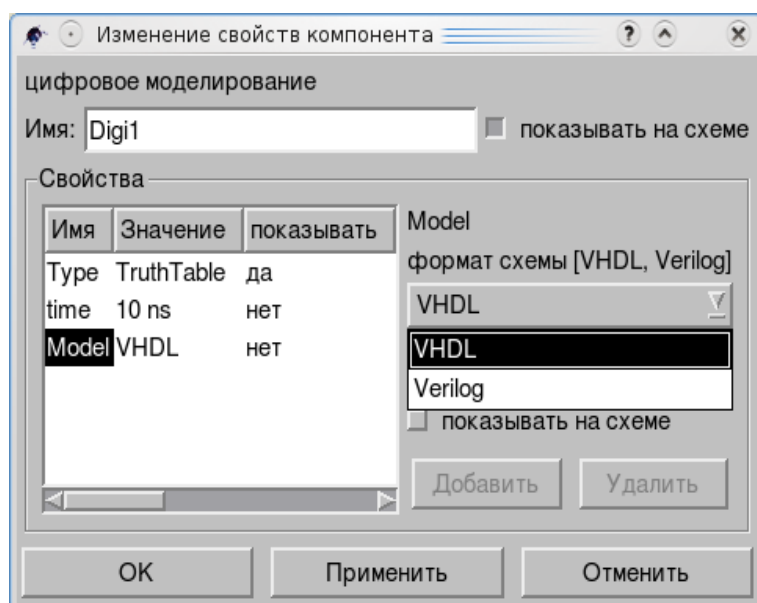 Изменение свойств компонента
цифровое моделирование
Имя: Digi1 показывать на схеме
Свойства
Имя Значение показывать
Type TruthTable да
time 10 ns нет
Model VHDL нет
Model
формат схемы [VHDL, Verilog]
VHDL
VHDL
Verilog
показывать на схеме
Добавить Удалить
OK Применить Отменить